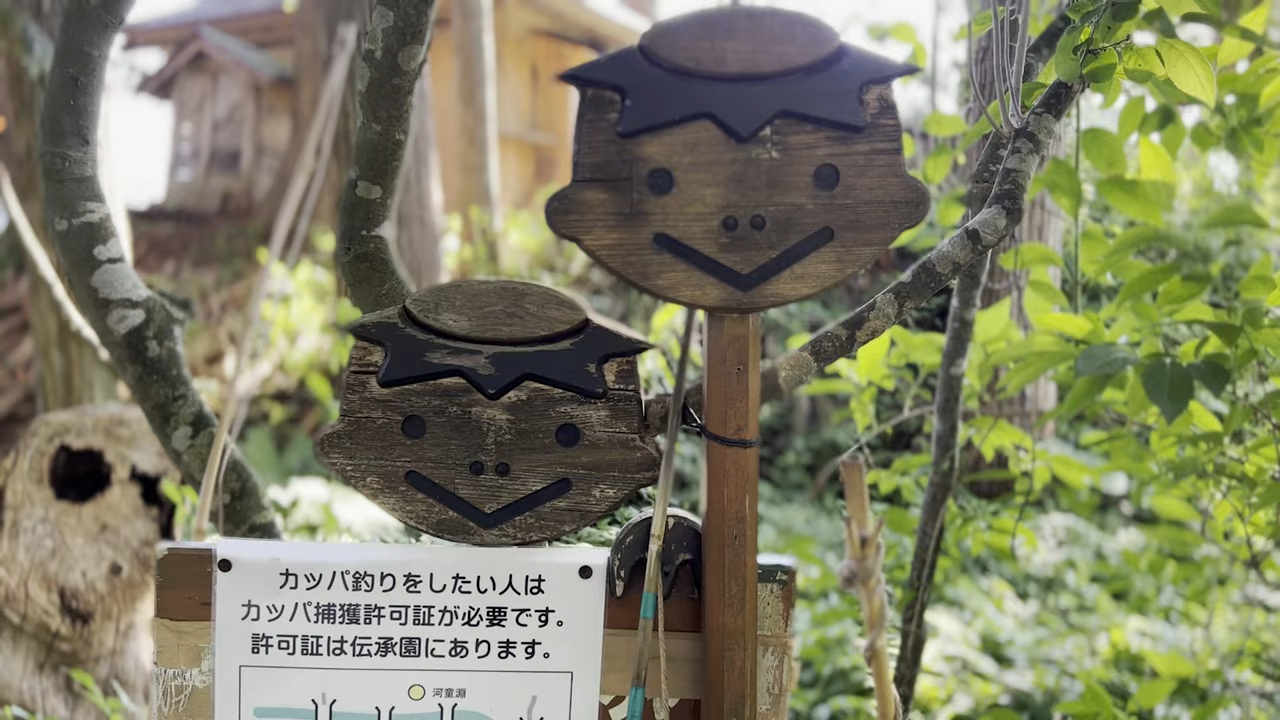 カッパ釣りをしたい人は
カッパ捕獲許可証が必要です。
許可証は伝承園にあります。
河童淵